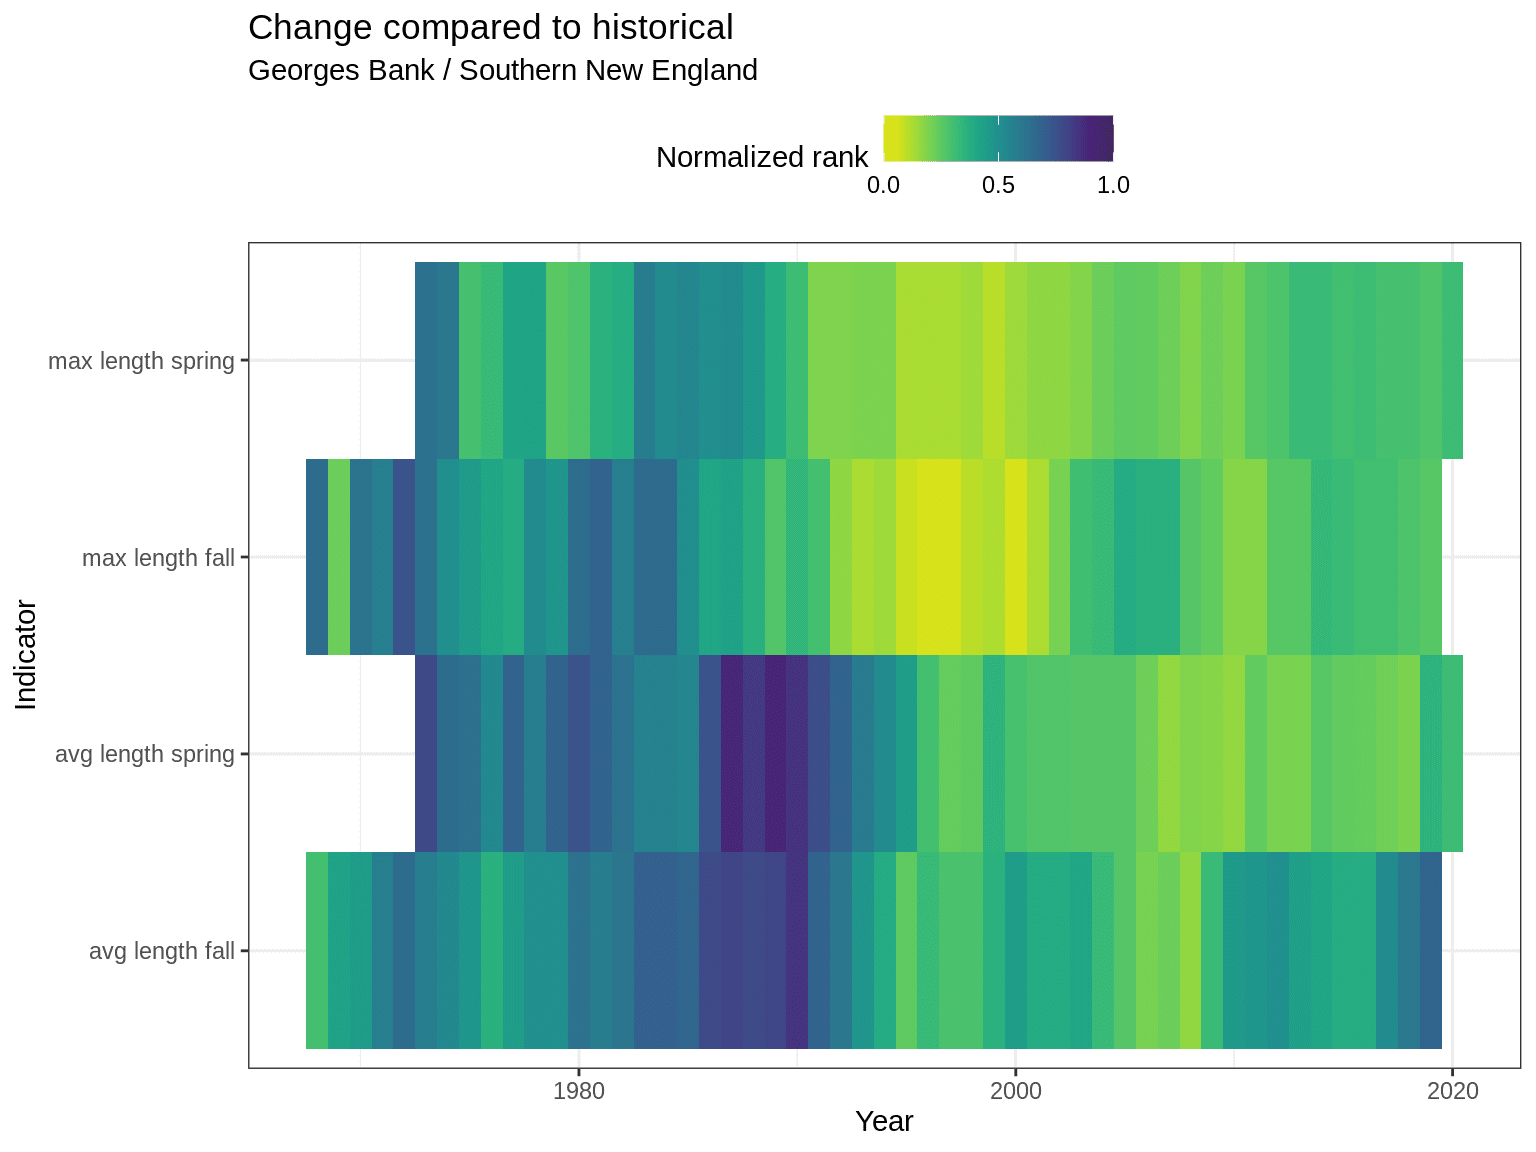 Change compared to historical
Georges Bank / Southern New England
Normalized rank
0.0 0.5 1.0
Indicator
max length spring
max length fall
avg length spring
avg length fall
1980 2000 2020
Year